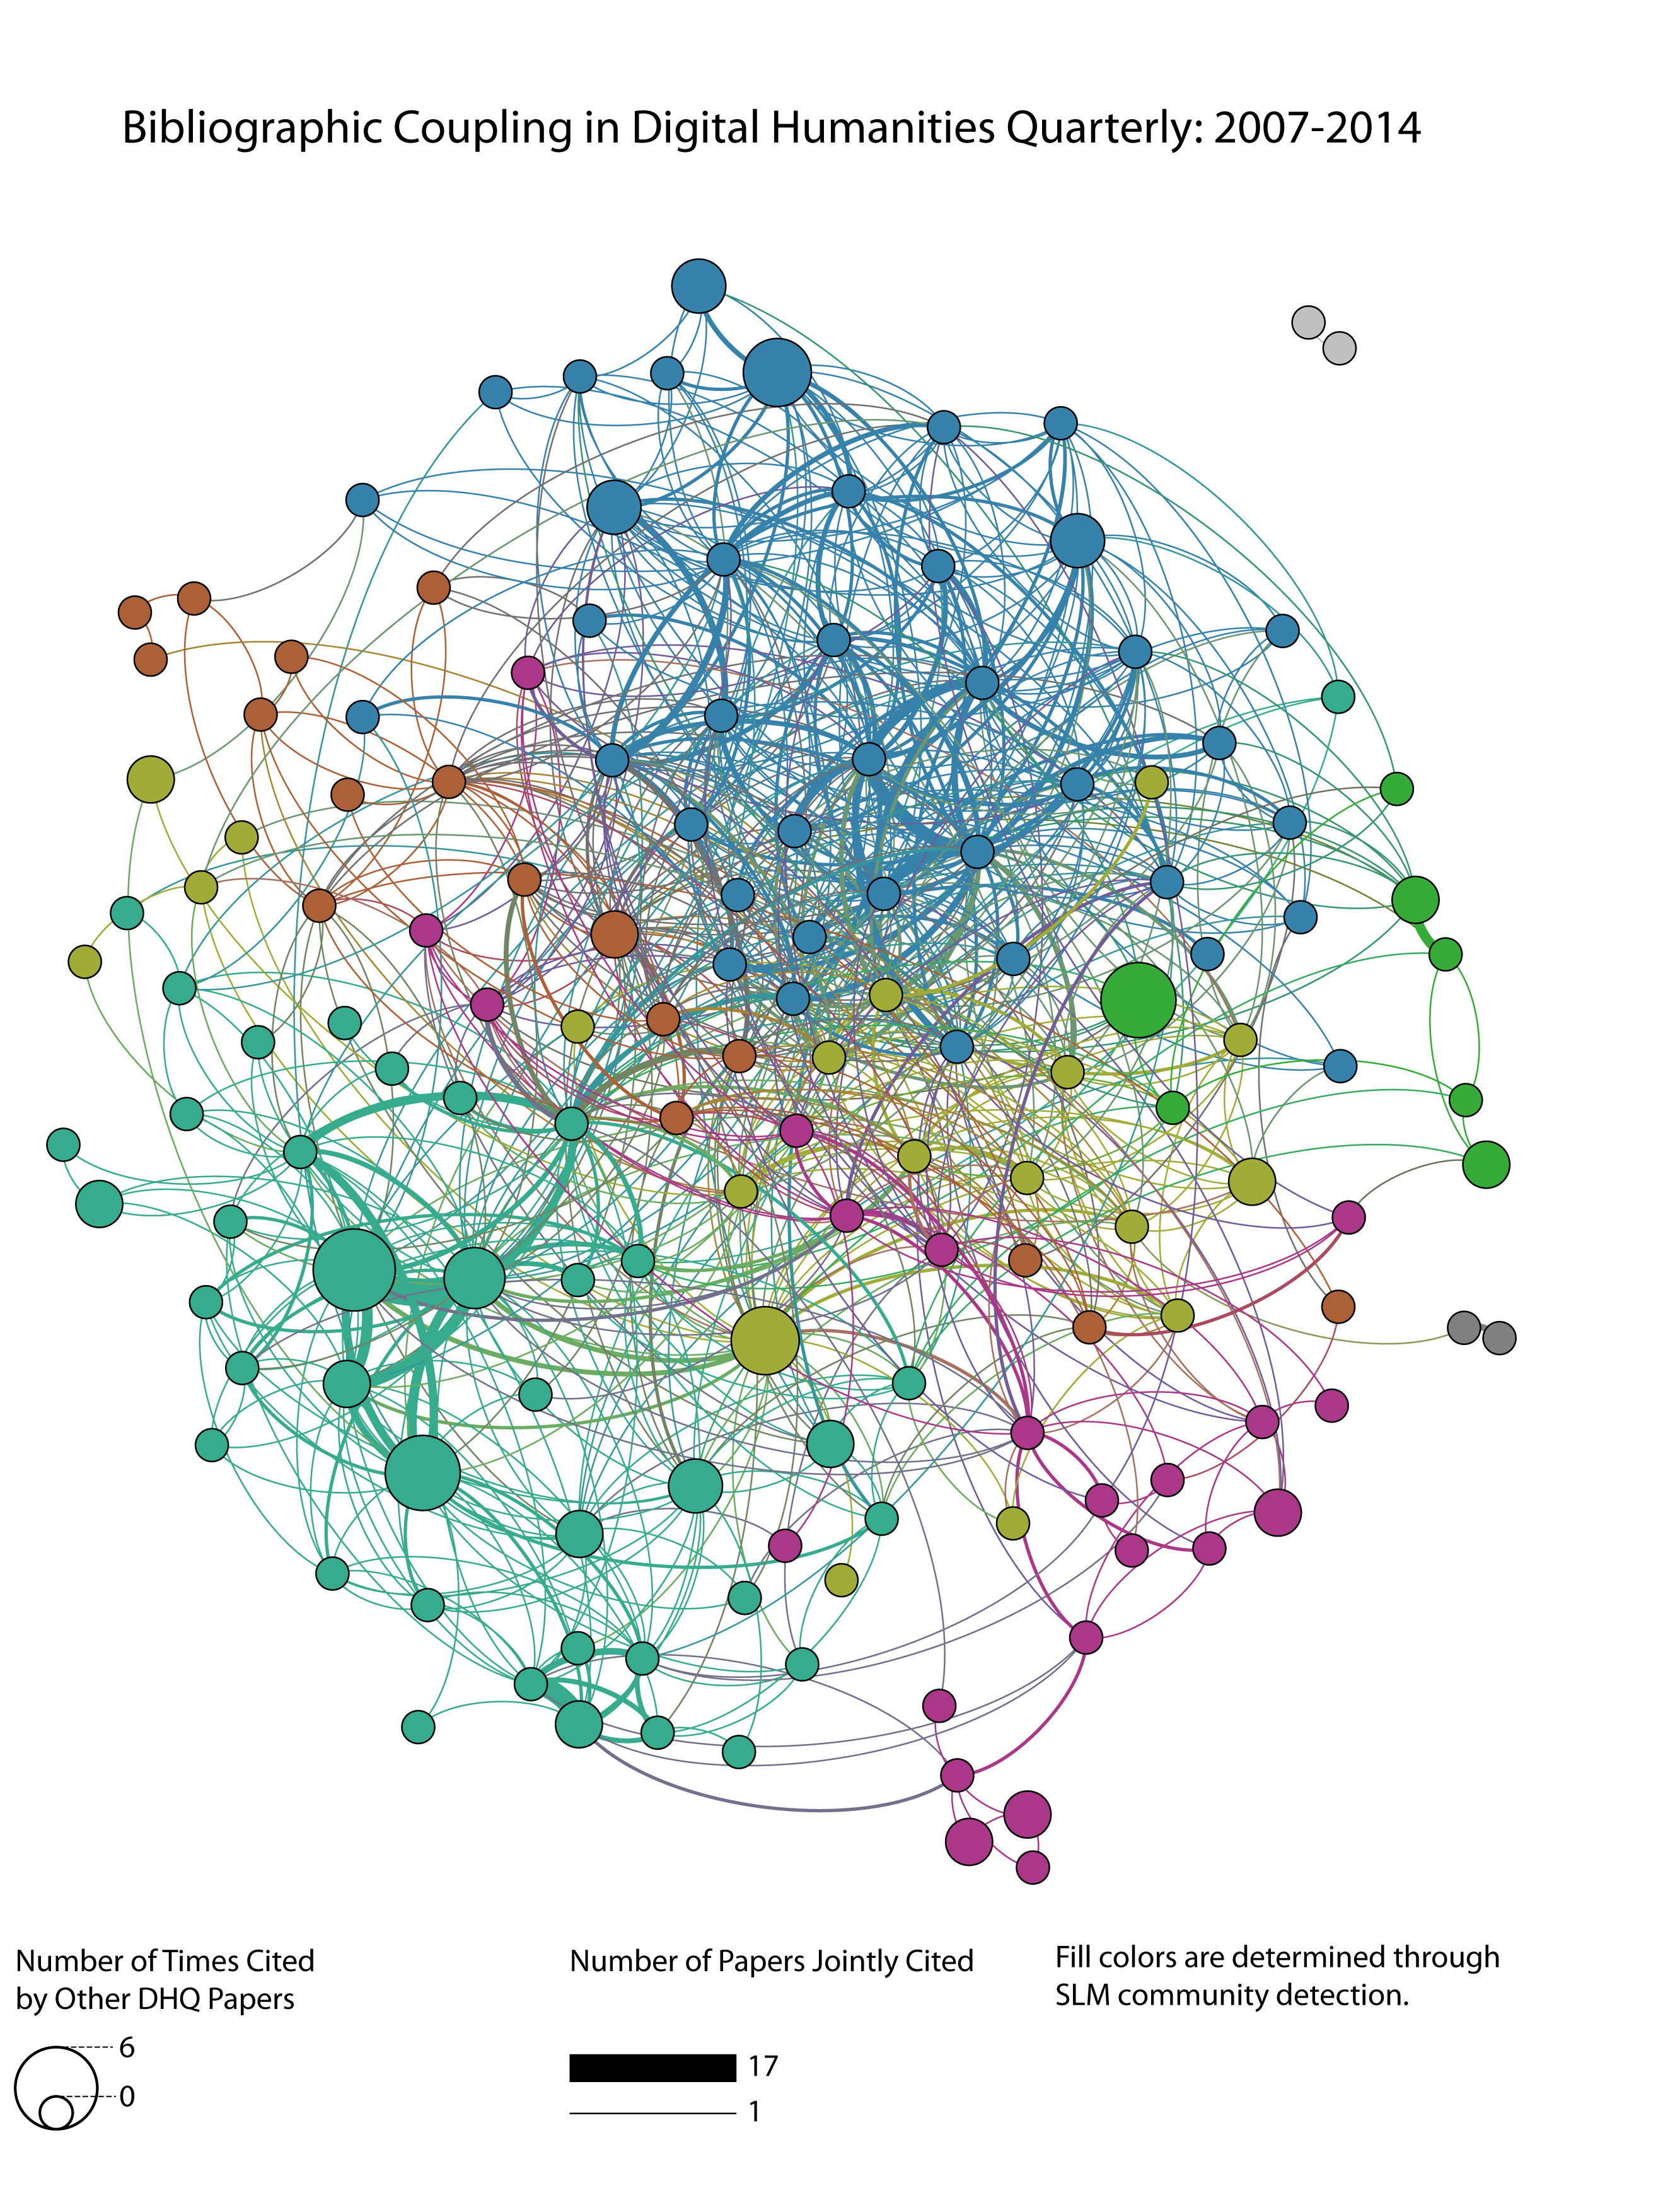 Bibliographic Coupling in Digital Humanities Quarterly: 2007-2014
Number of Times Cited
by Other DHQ Papers
6
0
Number of Papers Jointly Cited
17
1
Fill colors are determined through
SLM community detection.